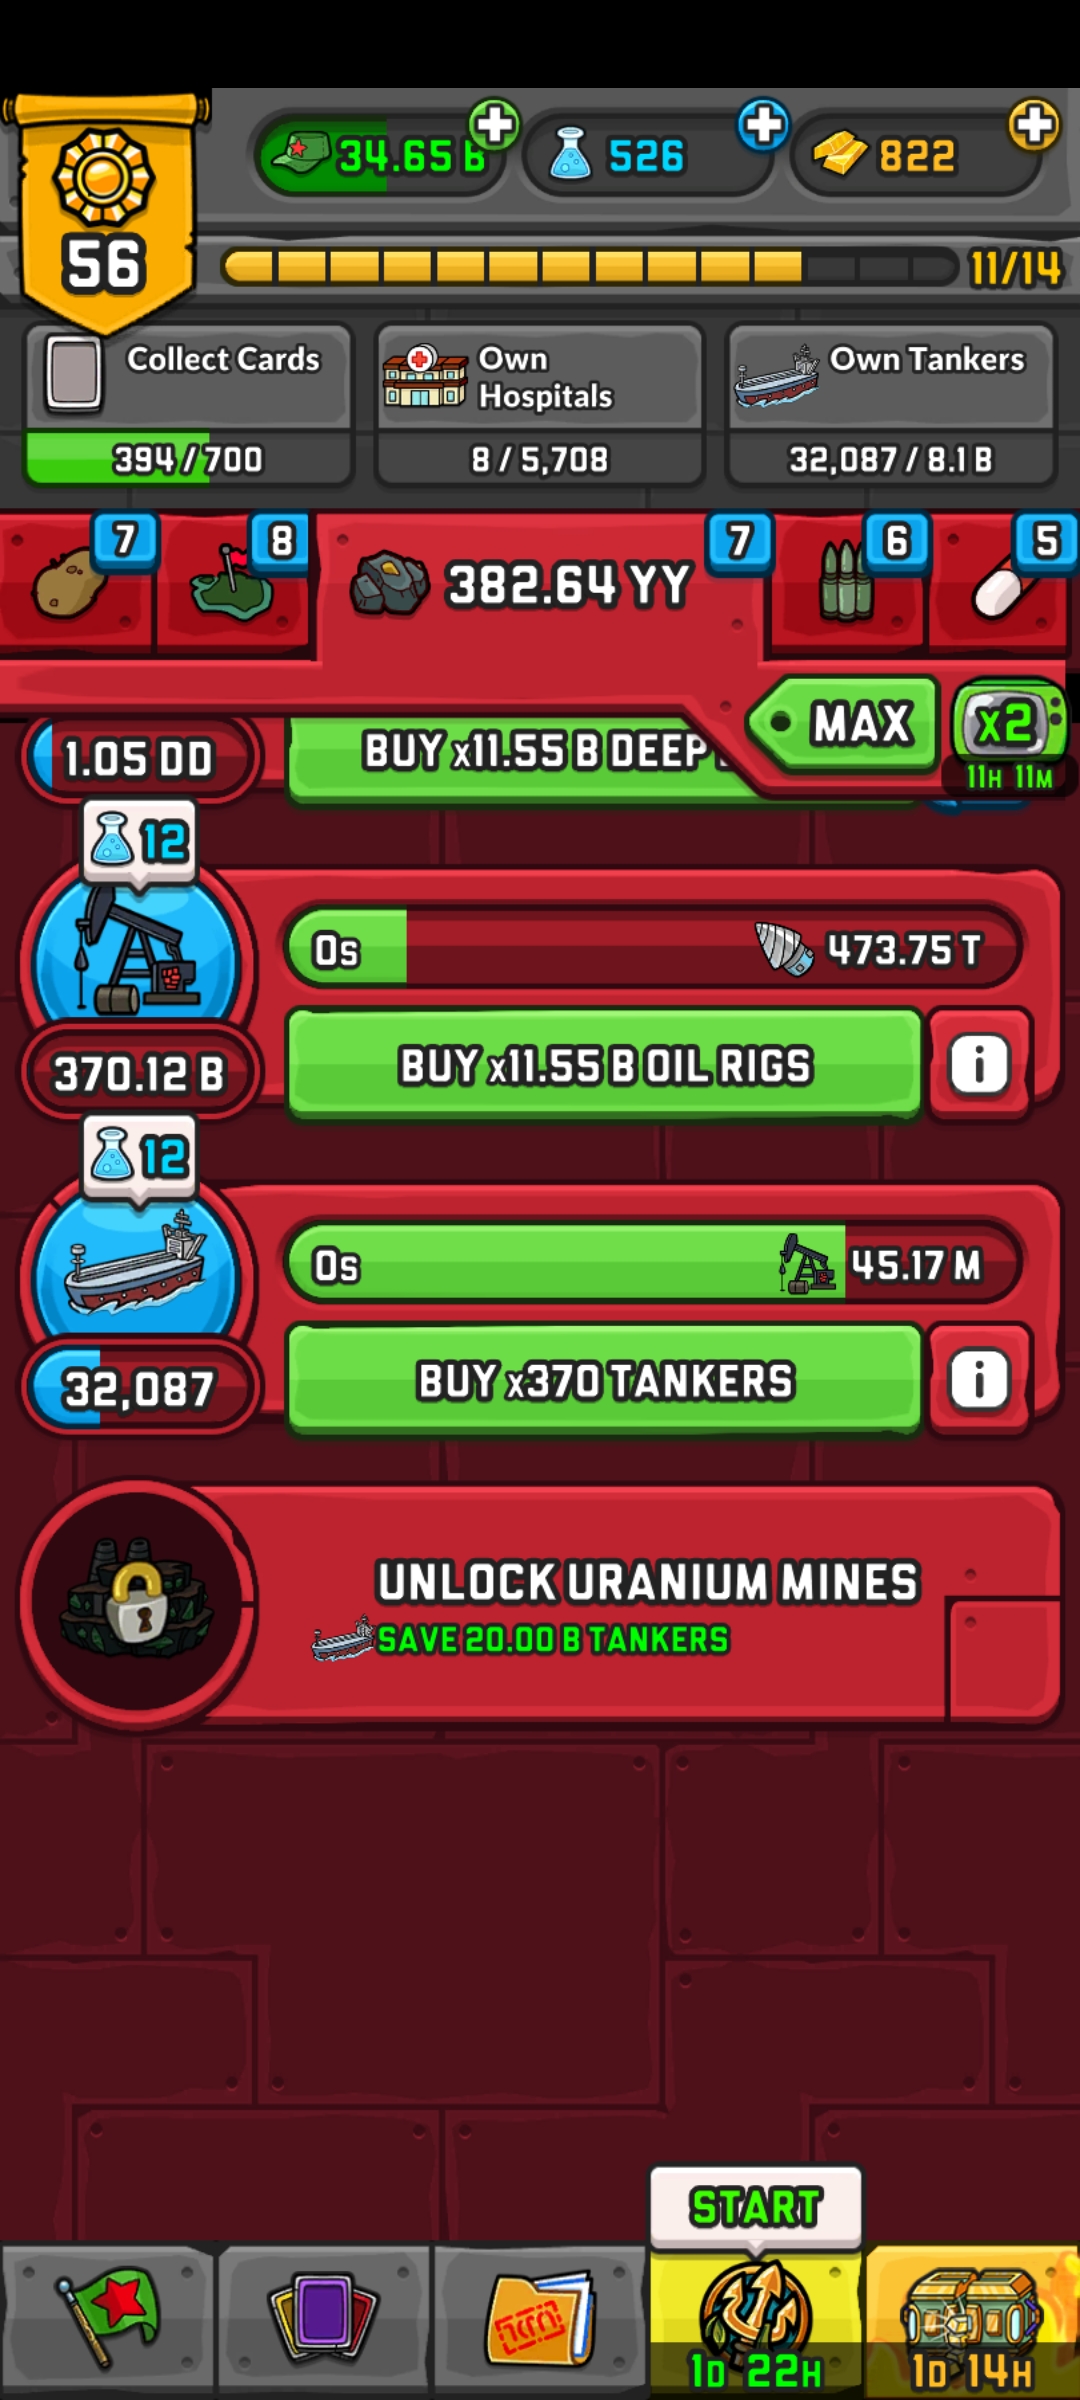 34.65 B
526
822
56
11/14
Collect Cards
394/700
Own
Hospitals
8/5,708
Own Tankers
32,087/8.1 B
7
8
382.64 YY
7
6
5
MAX
x2
11H 11M
1.05 DD
BUY x11.55 B DEEP
12
0s
473.75 T
370.12 B
BUY x11.55 B OIL RIGS
i
12
0s
45.17 M
32,087
BUY x370 TANKERS
i
UNLOCK URANIUM MINES
SAVE 20.00 B TANKERS
START
1D 22H
1D 14H